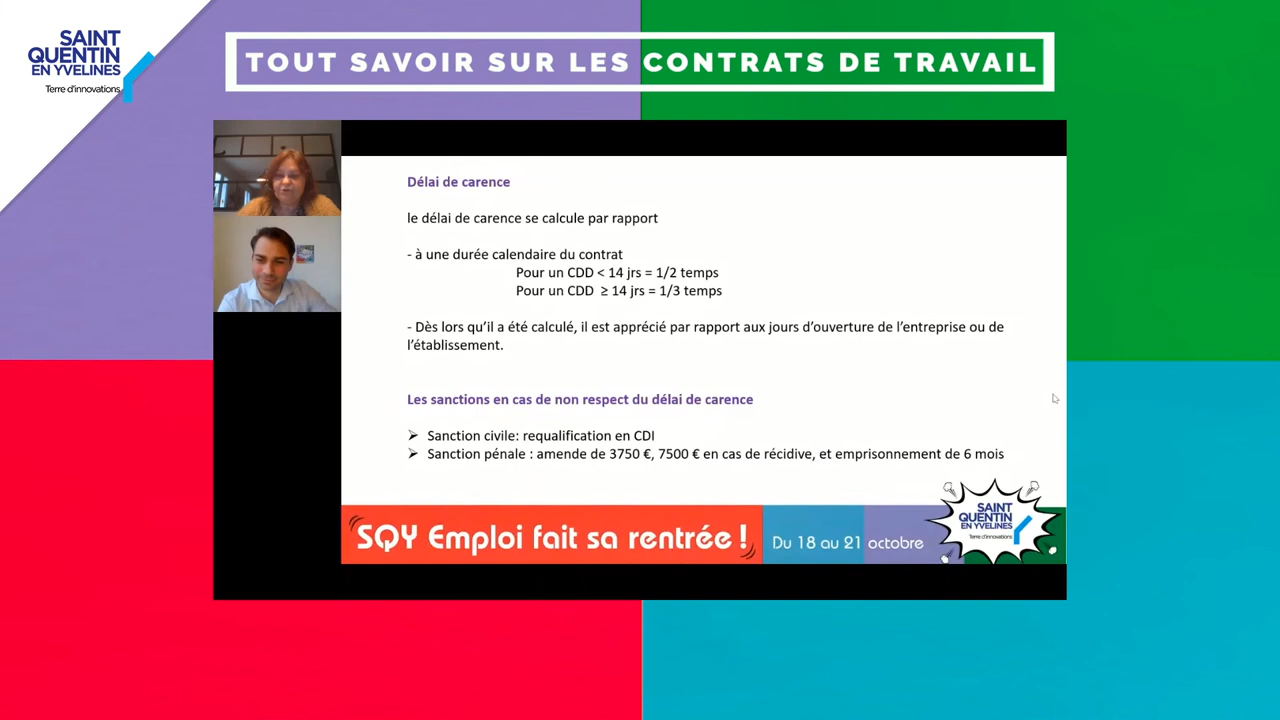 SAINT
QUENTIN
EN YVELINES
Terre d'innovations
TOUT SAVOIR SUR LES CONTRATS DE TRAVAIL
Délai de carence
le délai de carence se calcule par rapport
- à une durée calendaire du contrat
Pour un CDD < 14 jrs = 1/2 temps
Pour un CDD ≥ 14 jrs = 1/3 temps
- Dès lors qu'il a été calculé, il est apprécié par rapport aux jours d'ouverture de l'entreprise ou de
l'établissement.
Les sanctions en cas de non respect du délai de carence
➢ Sanction civile: requalification en CDI
➢ Sanction pénale : amende de 3750 €, 7500 € en cas de récidive, et emprisonnement de 6 mois
SQY Emploi fait sa rentrée !
Du 18 au 21 octobre
SAINT
QUENTIN
EN YVELINES
Terre d'innovations